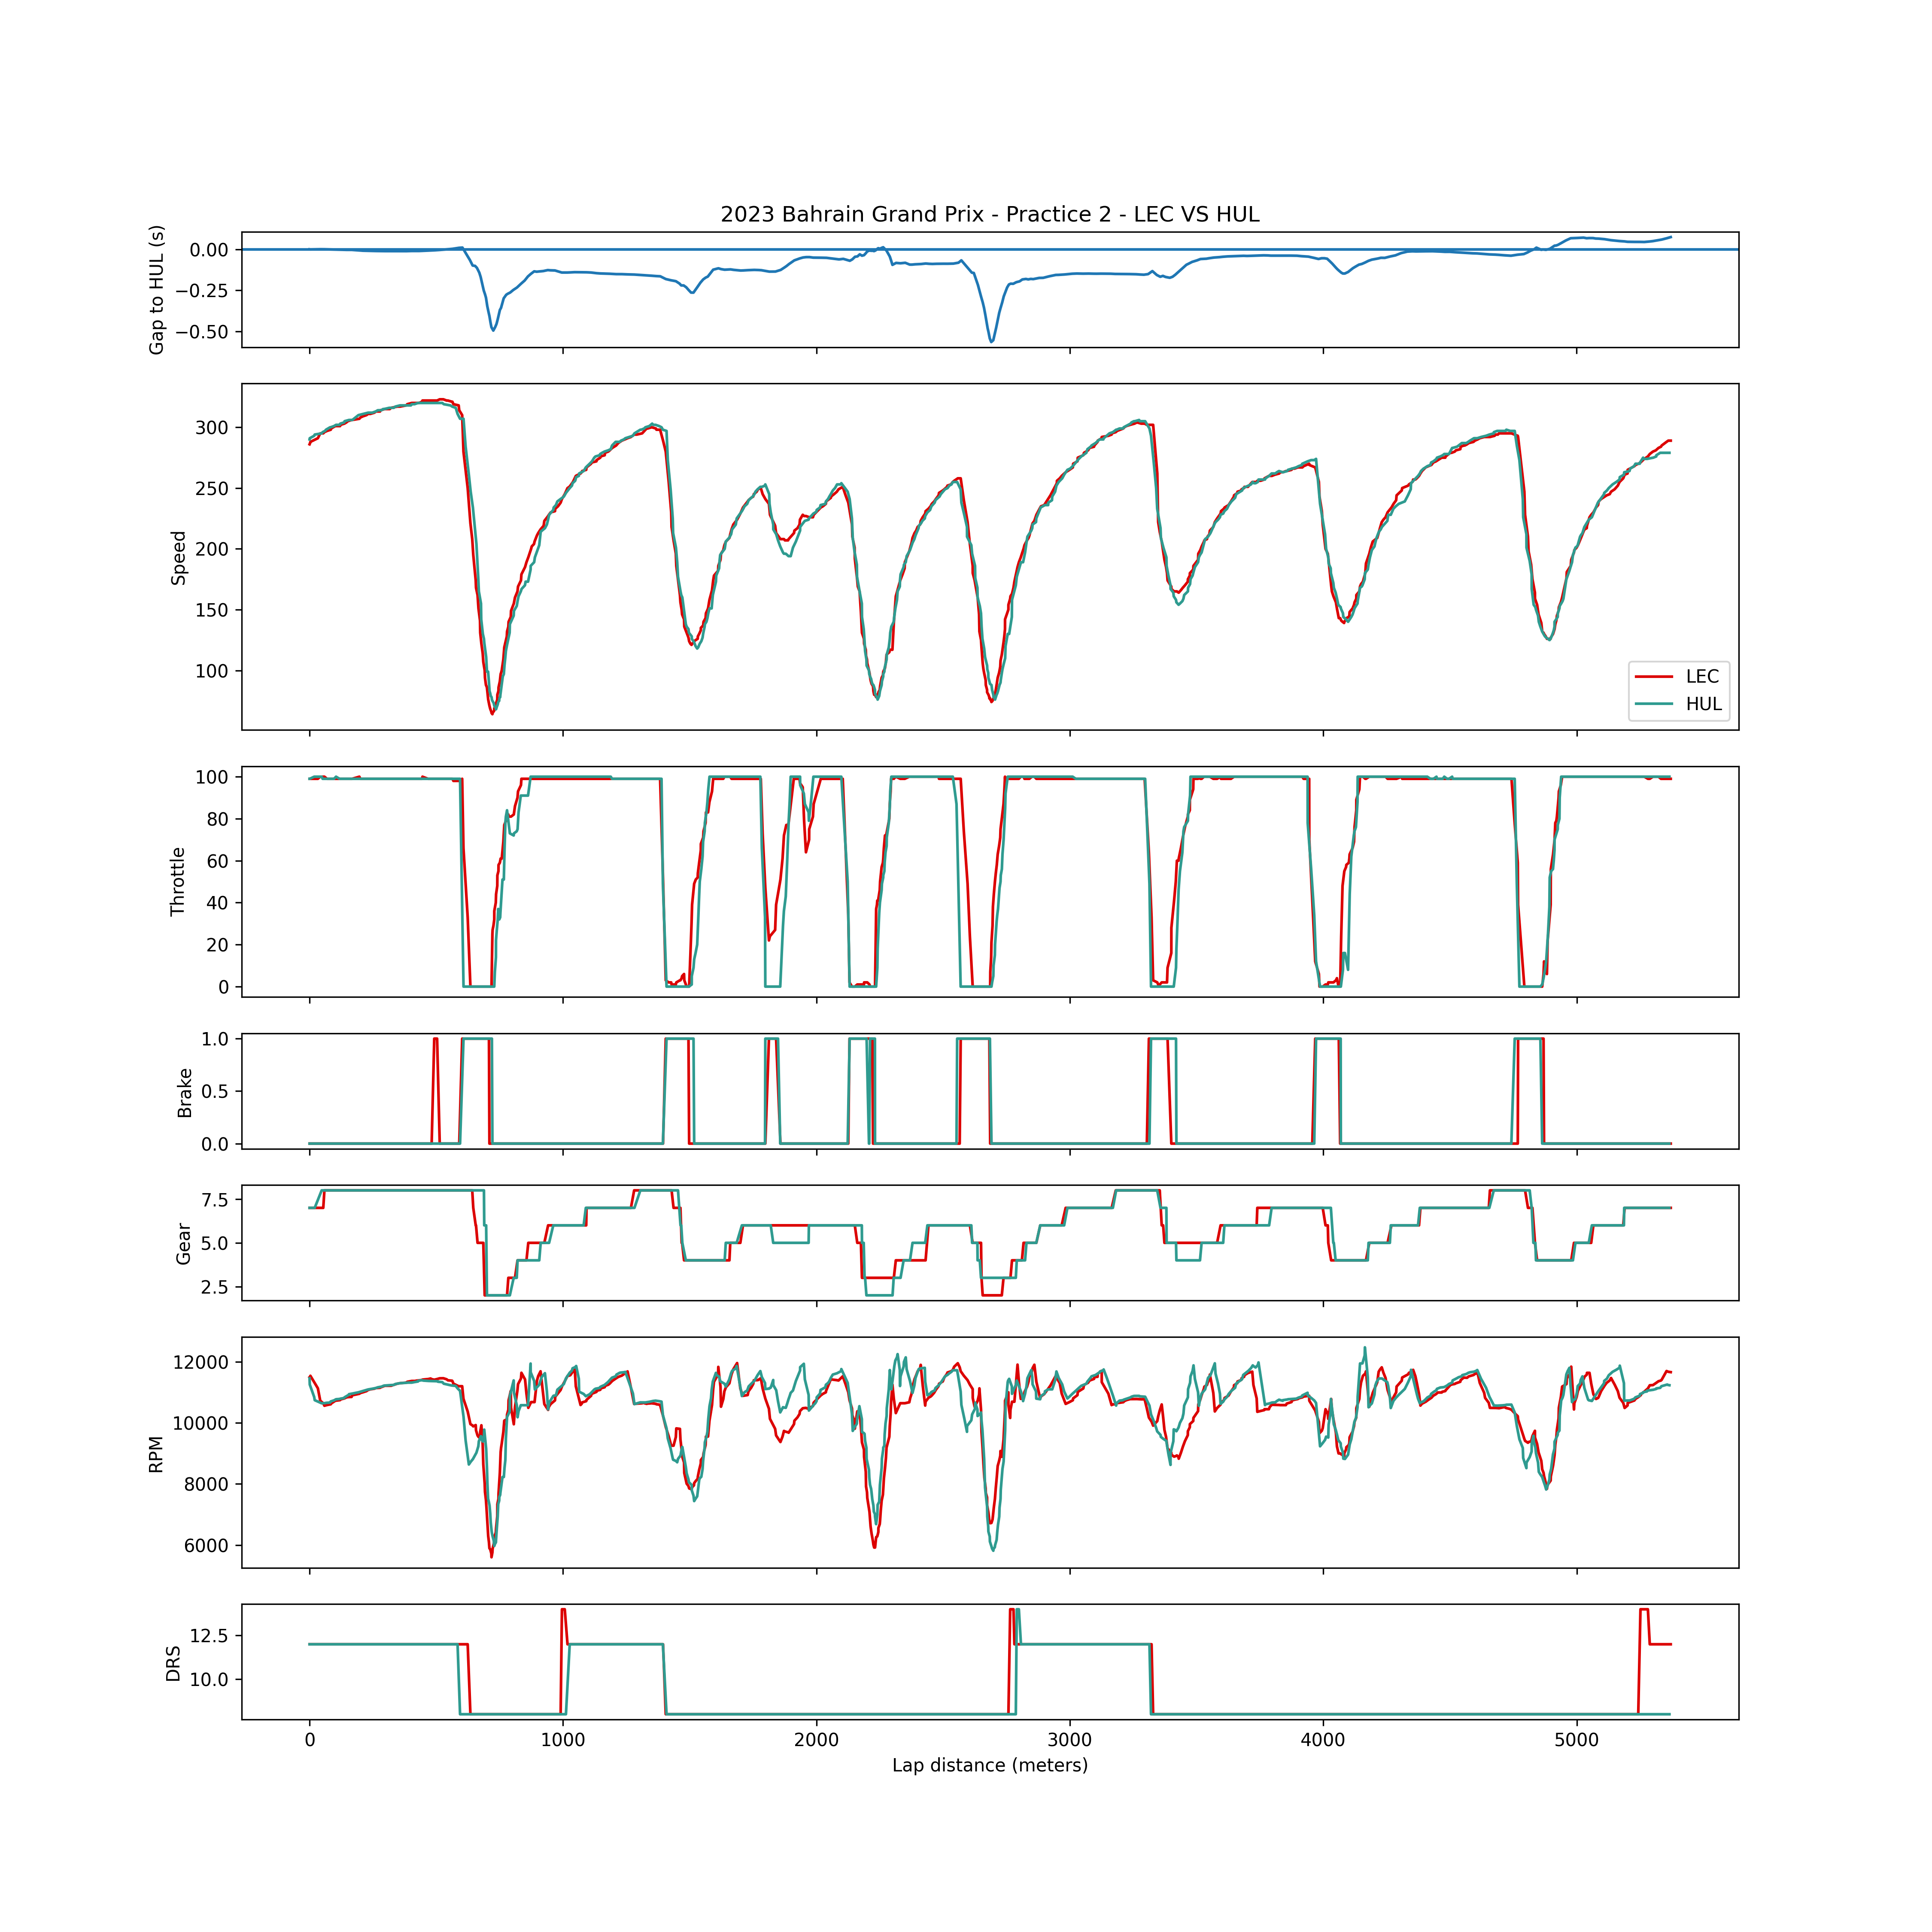 2023 Bahrain Grand Prix - Practice 2 - LEC VS HUL
Gap to HUL (s)
0.00
−0.25
−0.50
Speed
300
250
200
150
100
LEC
HUL
Throttle
100
80
60
40
20
0
Brake
1.0
0.5
0.0
Gear
7.5
5.0
2.5
RPM
12000
10000
8000
6000
DRS
12.5
10.0
0 1000 2000 3000 4000 5000
Lap distance (meters)